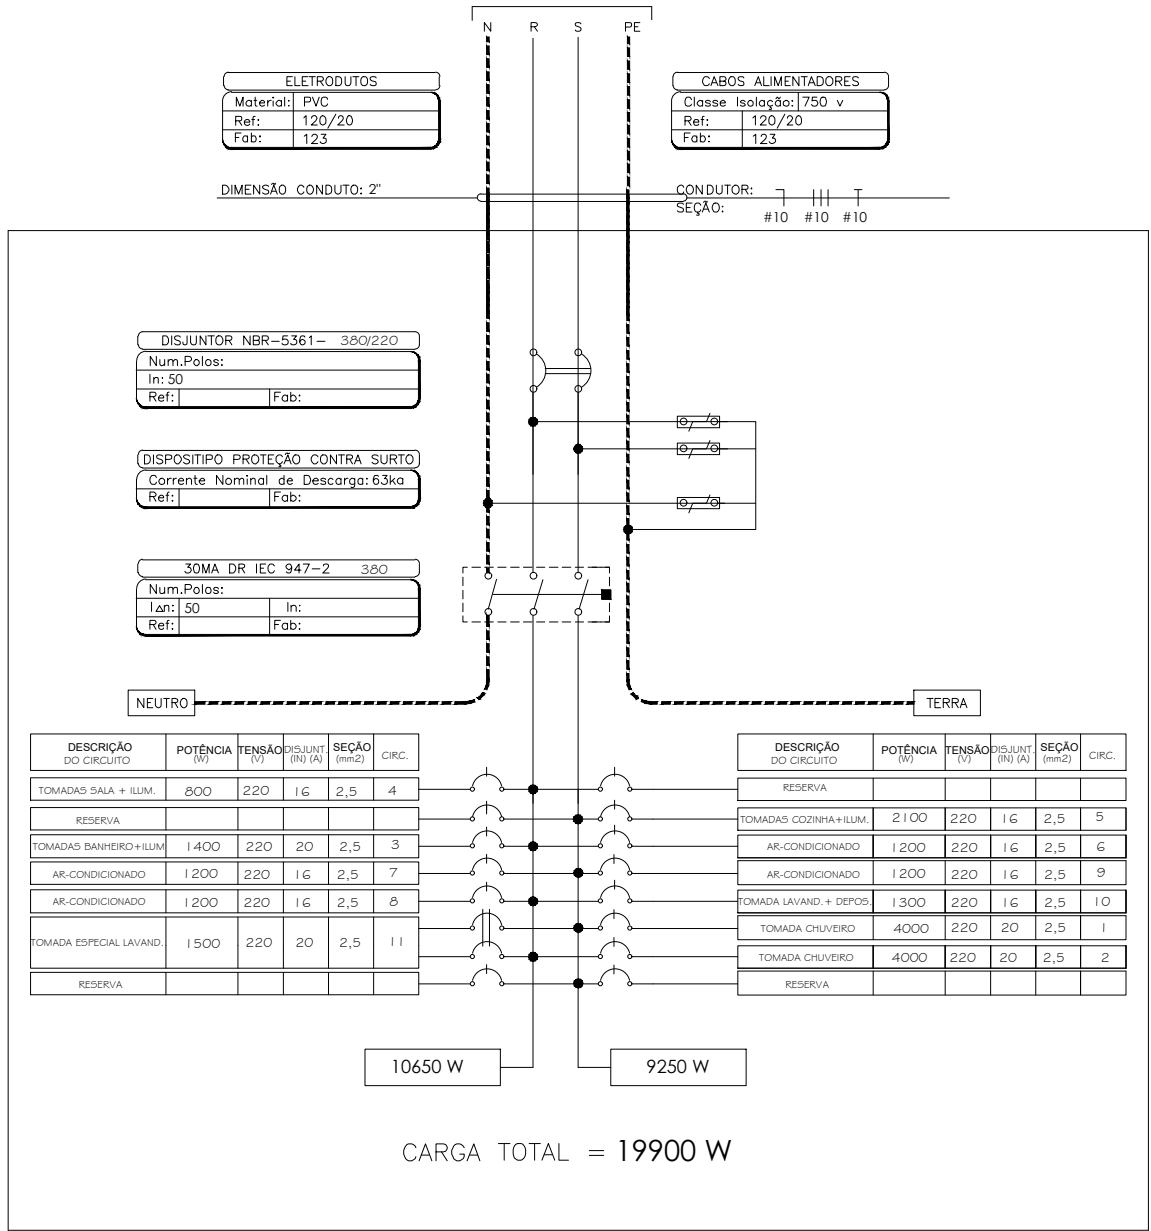 N R S PE
ELETRODUTOS
Material: PVC
Ref: 120/20
Fab: 123
CABOS ALIMENTADORES
Classe Isolação: 750 v
Ref: 120/20
Fab: 123
DIMENSÃO CONDUTO: 2"
CONDUTOR:
SEÇÃO: #10 #10 #10
DISJUNTOR NBR-5361- 380/220
Num.Polos:
In: 50
Ref: Fab:
DISPOSITIPO PROTEÇÃO CONTRA SURTO
Corrente Nominal de Descarga: 63ka
Ref: Fab:
30MA DR IEC 947-2 380
Num.Polos:
I∆n: 50 In:
Ref: Fab:
NEUTRO
TERRA
DESCRIÇÃO DO CIRCUITO POTÊNCIA (W) TENSÃO (V) DISJUNT. (IN) (A) SEÇÃO (mm2) CIRC.
TOMADAS SALA + ILUM. 800 220 16 2,5 4
RESERVA
TOMADAS BANHEIRO+ILUM 1400 220 20 2,5 3
AR-CONDICIONADO 1200 220 16 2,5 7
AR-CONDICIONADO 1200 220 16 2,5 8
TOMADA ESPECIAL LAVAND. 1500 220 20 2,5 11
RESERVA
DESCRIÇÃO DO CIRCUITO POTÊNCIA (W) TENSÃO (V) DISJUNT. (IN) (A) SEÇÃO (mm2) CIRC.
RESERVA
TOMADAS COZINHA+ILUM. 2100 220 16 2,5 5
AR-CONDICIONADO 1200 220 16 2,5 6
AR-CONDICIONADO 1200 220 16 2,5 9
TOMADA LAVAND.+ DEPOS. 1300 220 16 2,5 10
TOMADA CHUVEIRO 4000 220 20 2,5 1
TOMADA CHUVEIRO 4000 220 20 2,5 2
RESERVA
10650 W
9250 W
CARGA TOTAL = 19900 W